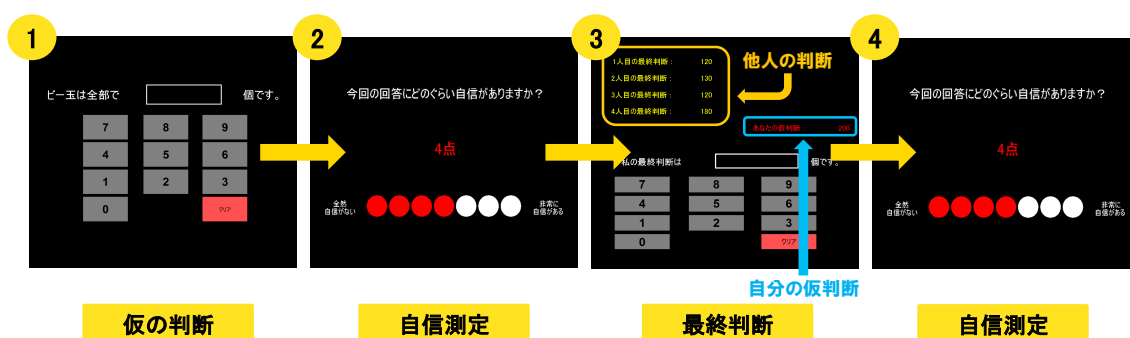 1
ビー玉は全部で 個です。
7 8 9
4 5 6
1 2 3
0 クリア
仮の判断
2
今回の回答にどのぐらい自信がありますか？
4点
全然
自信がない
非常に
自信がある
自信測定
3
1人目の最終判断： 120
2人目の最終判断： 130
3人目の最終判断： 120
4人目の最終判断： 180
他人の判断
あなたの仮判断： 200
私の最終判断は 個です。
7 8 9
4 5 6
1 2 3
0 クリア
自分の仮判断
最終判断
4
今回の回答にどのぐらい自信がありますか？
4点
全然
自信がない
非常に
自信がある
自信測定